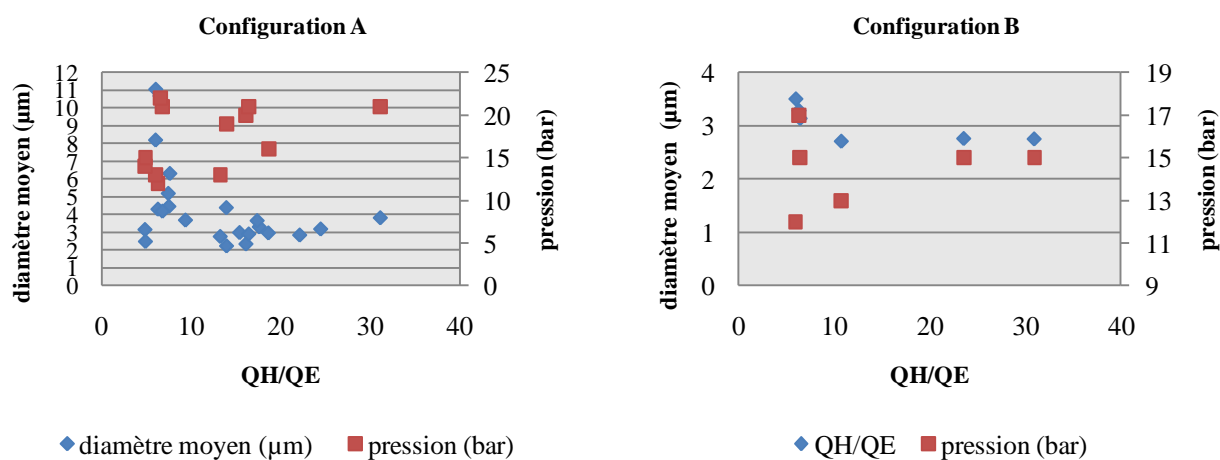 Configuration A
diamètre moyen (µm)
12
11
10
9
8
7
6
5
4
3
2
1
0
25
20
15
10
5
0
pression (bar)
0 10 20 30 40
QH/QE
diamètre moyen (µm) pression (bar)
Configuration B
diamètre moyen (µm)
4
3
2
1
0
19
17
15
13
11
9
pression (bar)
0 10 20 30 40
QH/QE
QH/QE pression (bar)